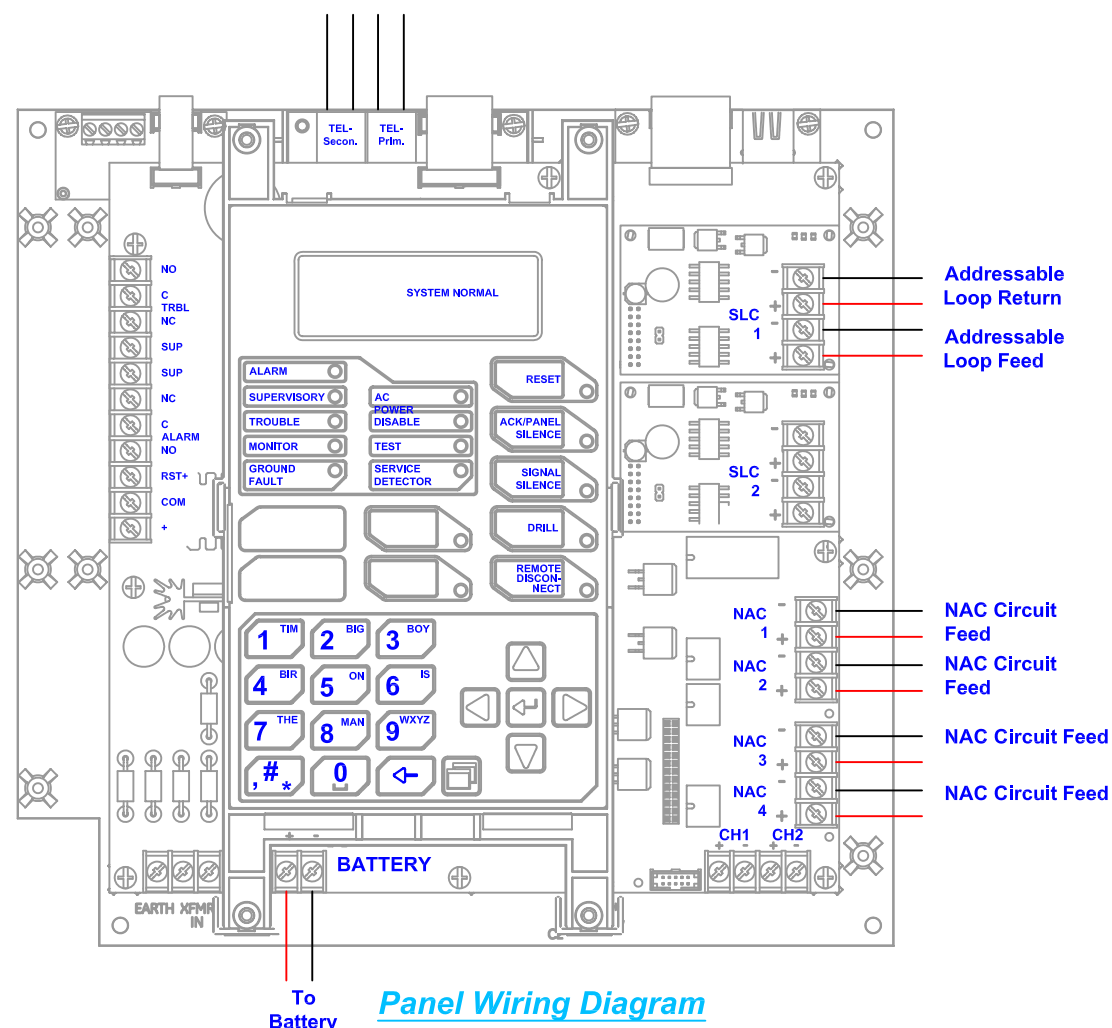 TEL-
Secon.
TEL-
Prim.
NO
C
TRBL
NC
SUP
SUP
NC
C
ALARM
NO
RST+
COM
+
SYSTEM NORMAL
ALARM
SUPERVISORY
TROUBLE
MONITOR
GROUND
FAULT
AC
POWER
DISABLE
TEST
SERVICE
DETECTOR
RESET
ACK/PANEL
SILENCE
SIGNAL
SILENCE
DRILL
REMOTE
DISCON-
NECT
1 TIM
2 BIG
3 BOY
4 BIR
5 ON
6 IS
7 THE
8 MAN
9 WXYZ
, # *
0
- + - +
SLC
1
Addressable
Loop Return
Addressable
Loop Feed
- + - +
SLC
2
NAC
1
- +
NAC Circuit
Feed
NAC
2
- +
NAC Circuit
Feed
NAC
3
- +
NAC Circuit Feed
NAC
4
- +
NAC Circuit Feed
CH1 CH2
+ - + -
+ -
BATTERY
EARTH XFMR
IN
To
Battery
Panel Wiring Diagram